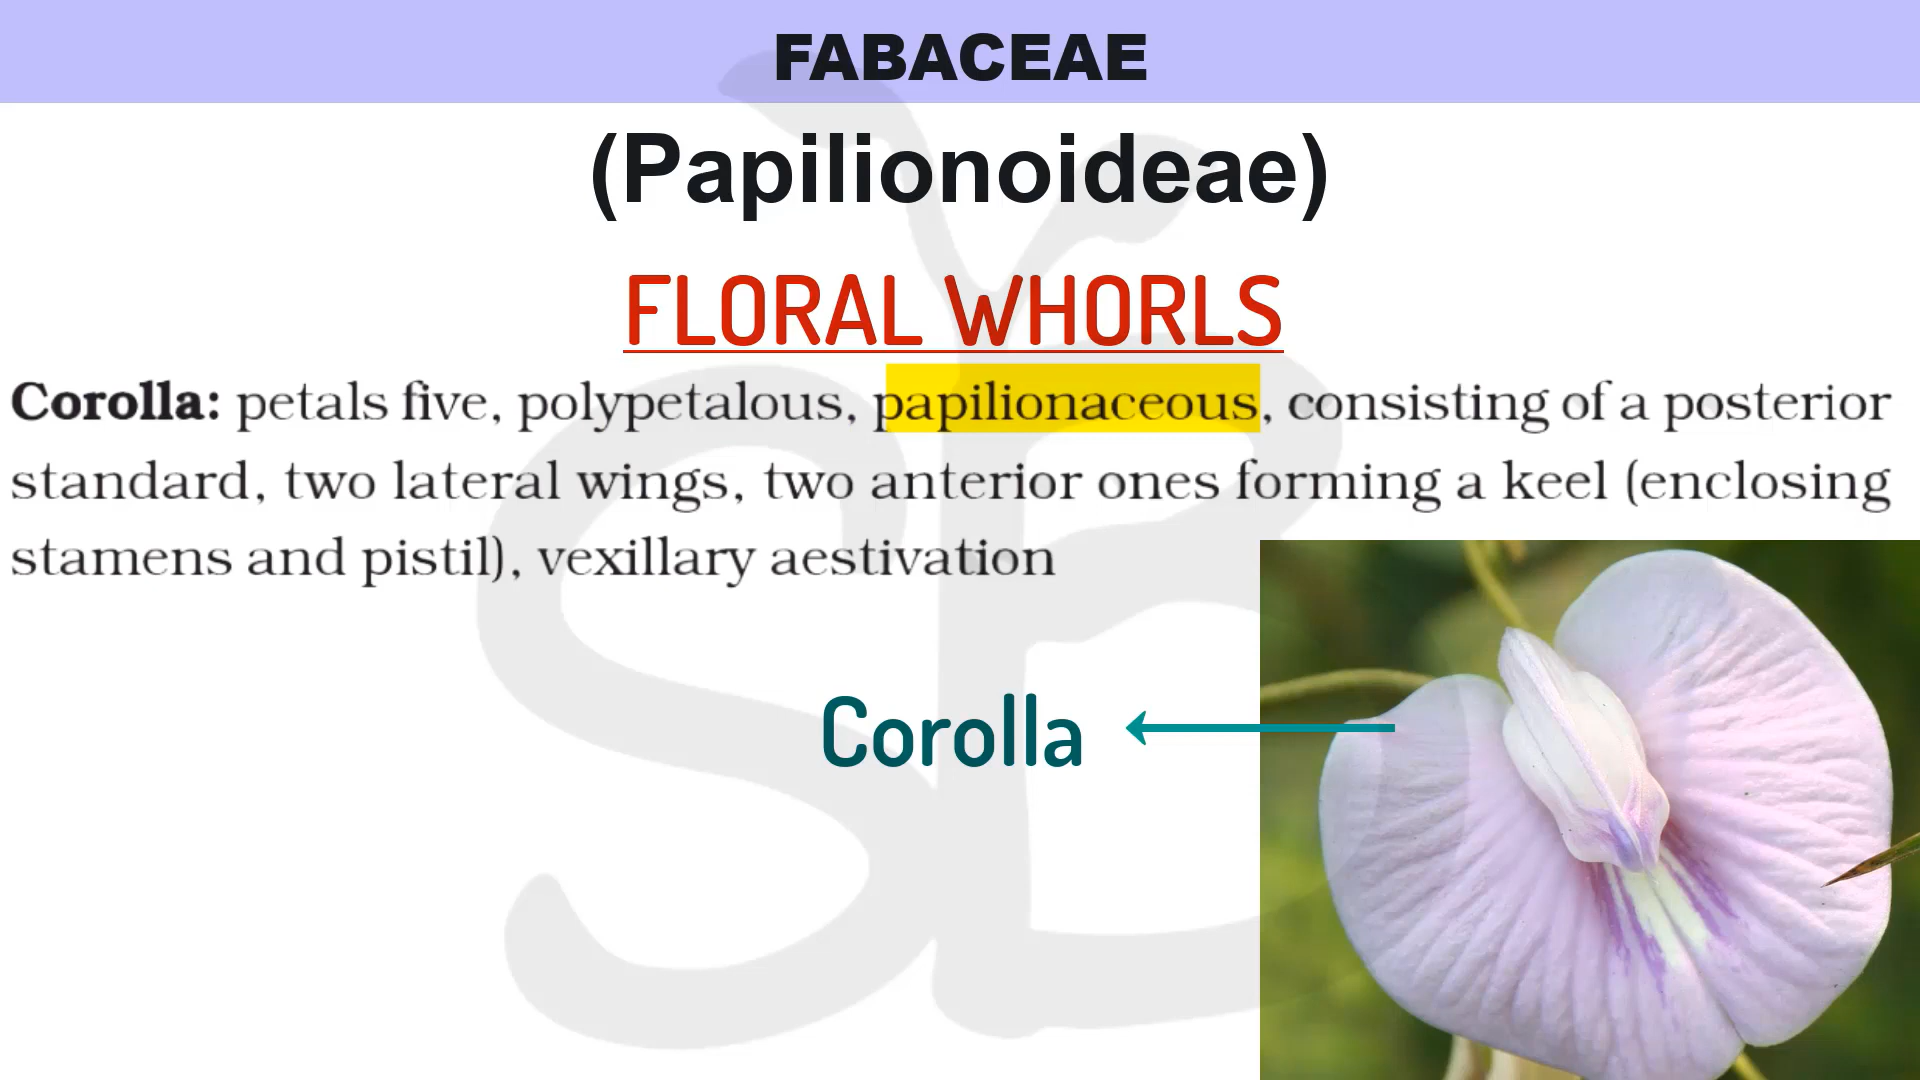 FABACEAE
(Papilionoideae)
FLORAL WHORLS
Corolla: petals five, polypetalous, papilionaceous, consisting of a posterior
standard, two lateral wings, two anterior ones forming a keel (enclosing
stamens and pistil), vexillary aestivation
Corolla
SB